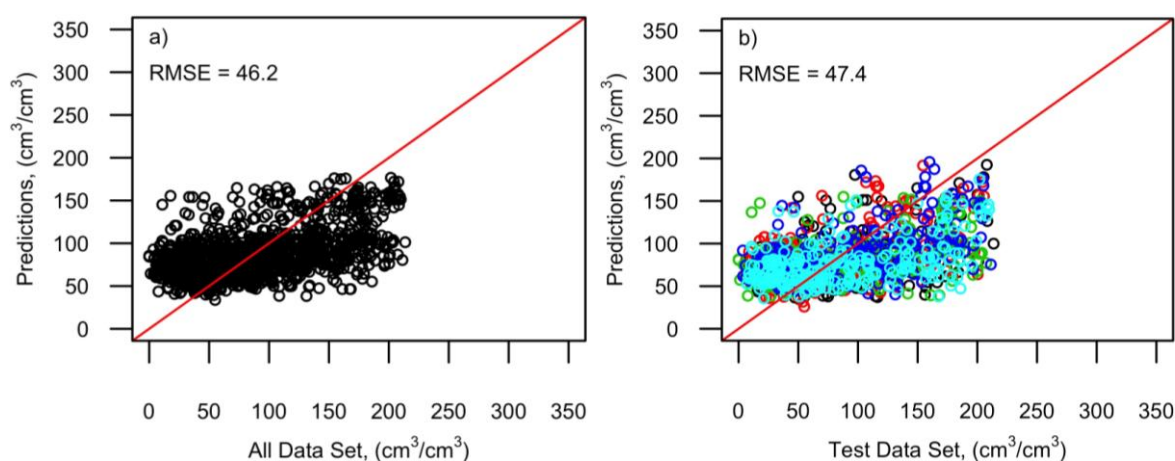 a)
RMSE = 46.2
350
300
250
200
150
100
50
0
Predictions, (cm³/cm³)
0 50 100 150 200 250 300 350
All Data Set, (cm³/cm³)
b)
RMSE = 47.4
350
300
250
200
150
100
50
0
Predictions, (cm³/cm³)
0 50 100 150 200 250 300 350
Test Data Set, (cm³/cm³)